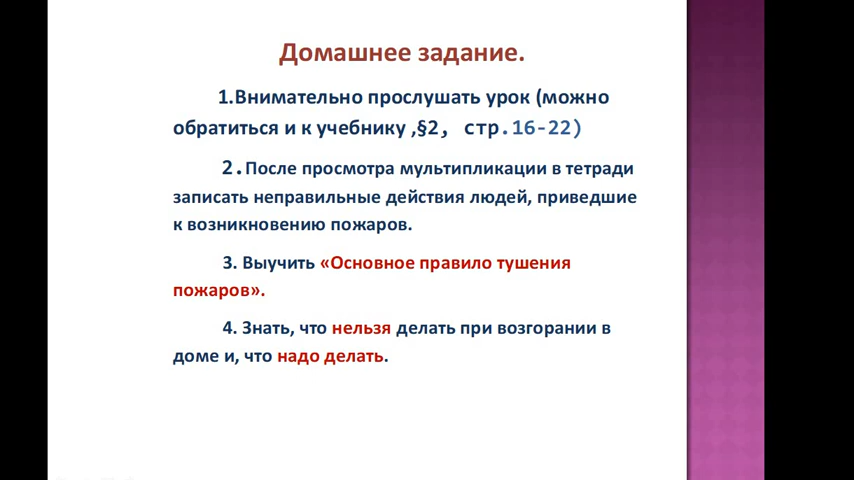 Домашнее задание.
1.Внимательно прослушать урок (можно
обратиться и к учебнику ,§2, стр.16-22)
2.После просмотра мультипликации в тетради
записать неправильные действия людей, приведшие
к возникновению пожаров.
3. Выучить «Основное правило тушения
пожаров».
4. Знать, что нельзя делать при возгорании в
доме и, что надо делать.